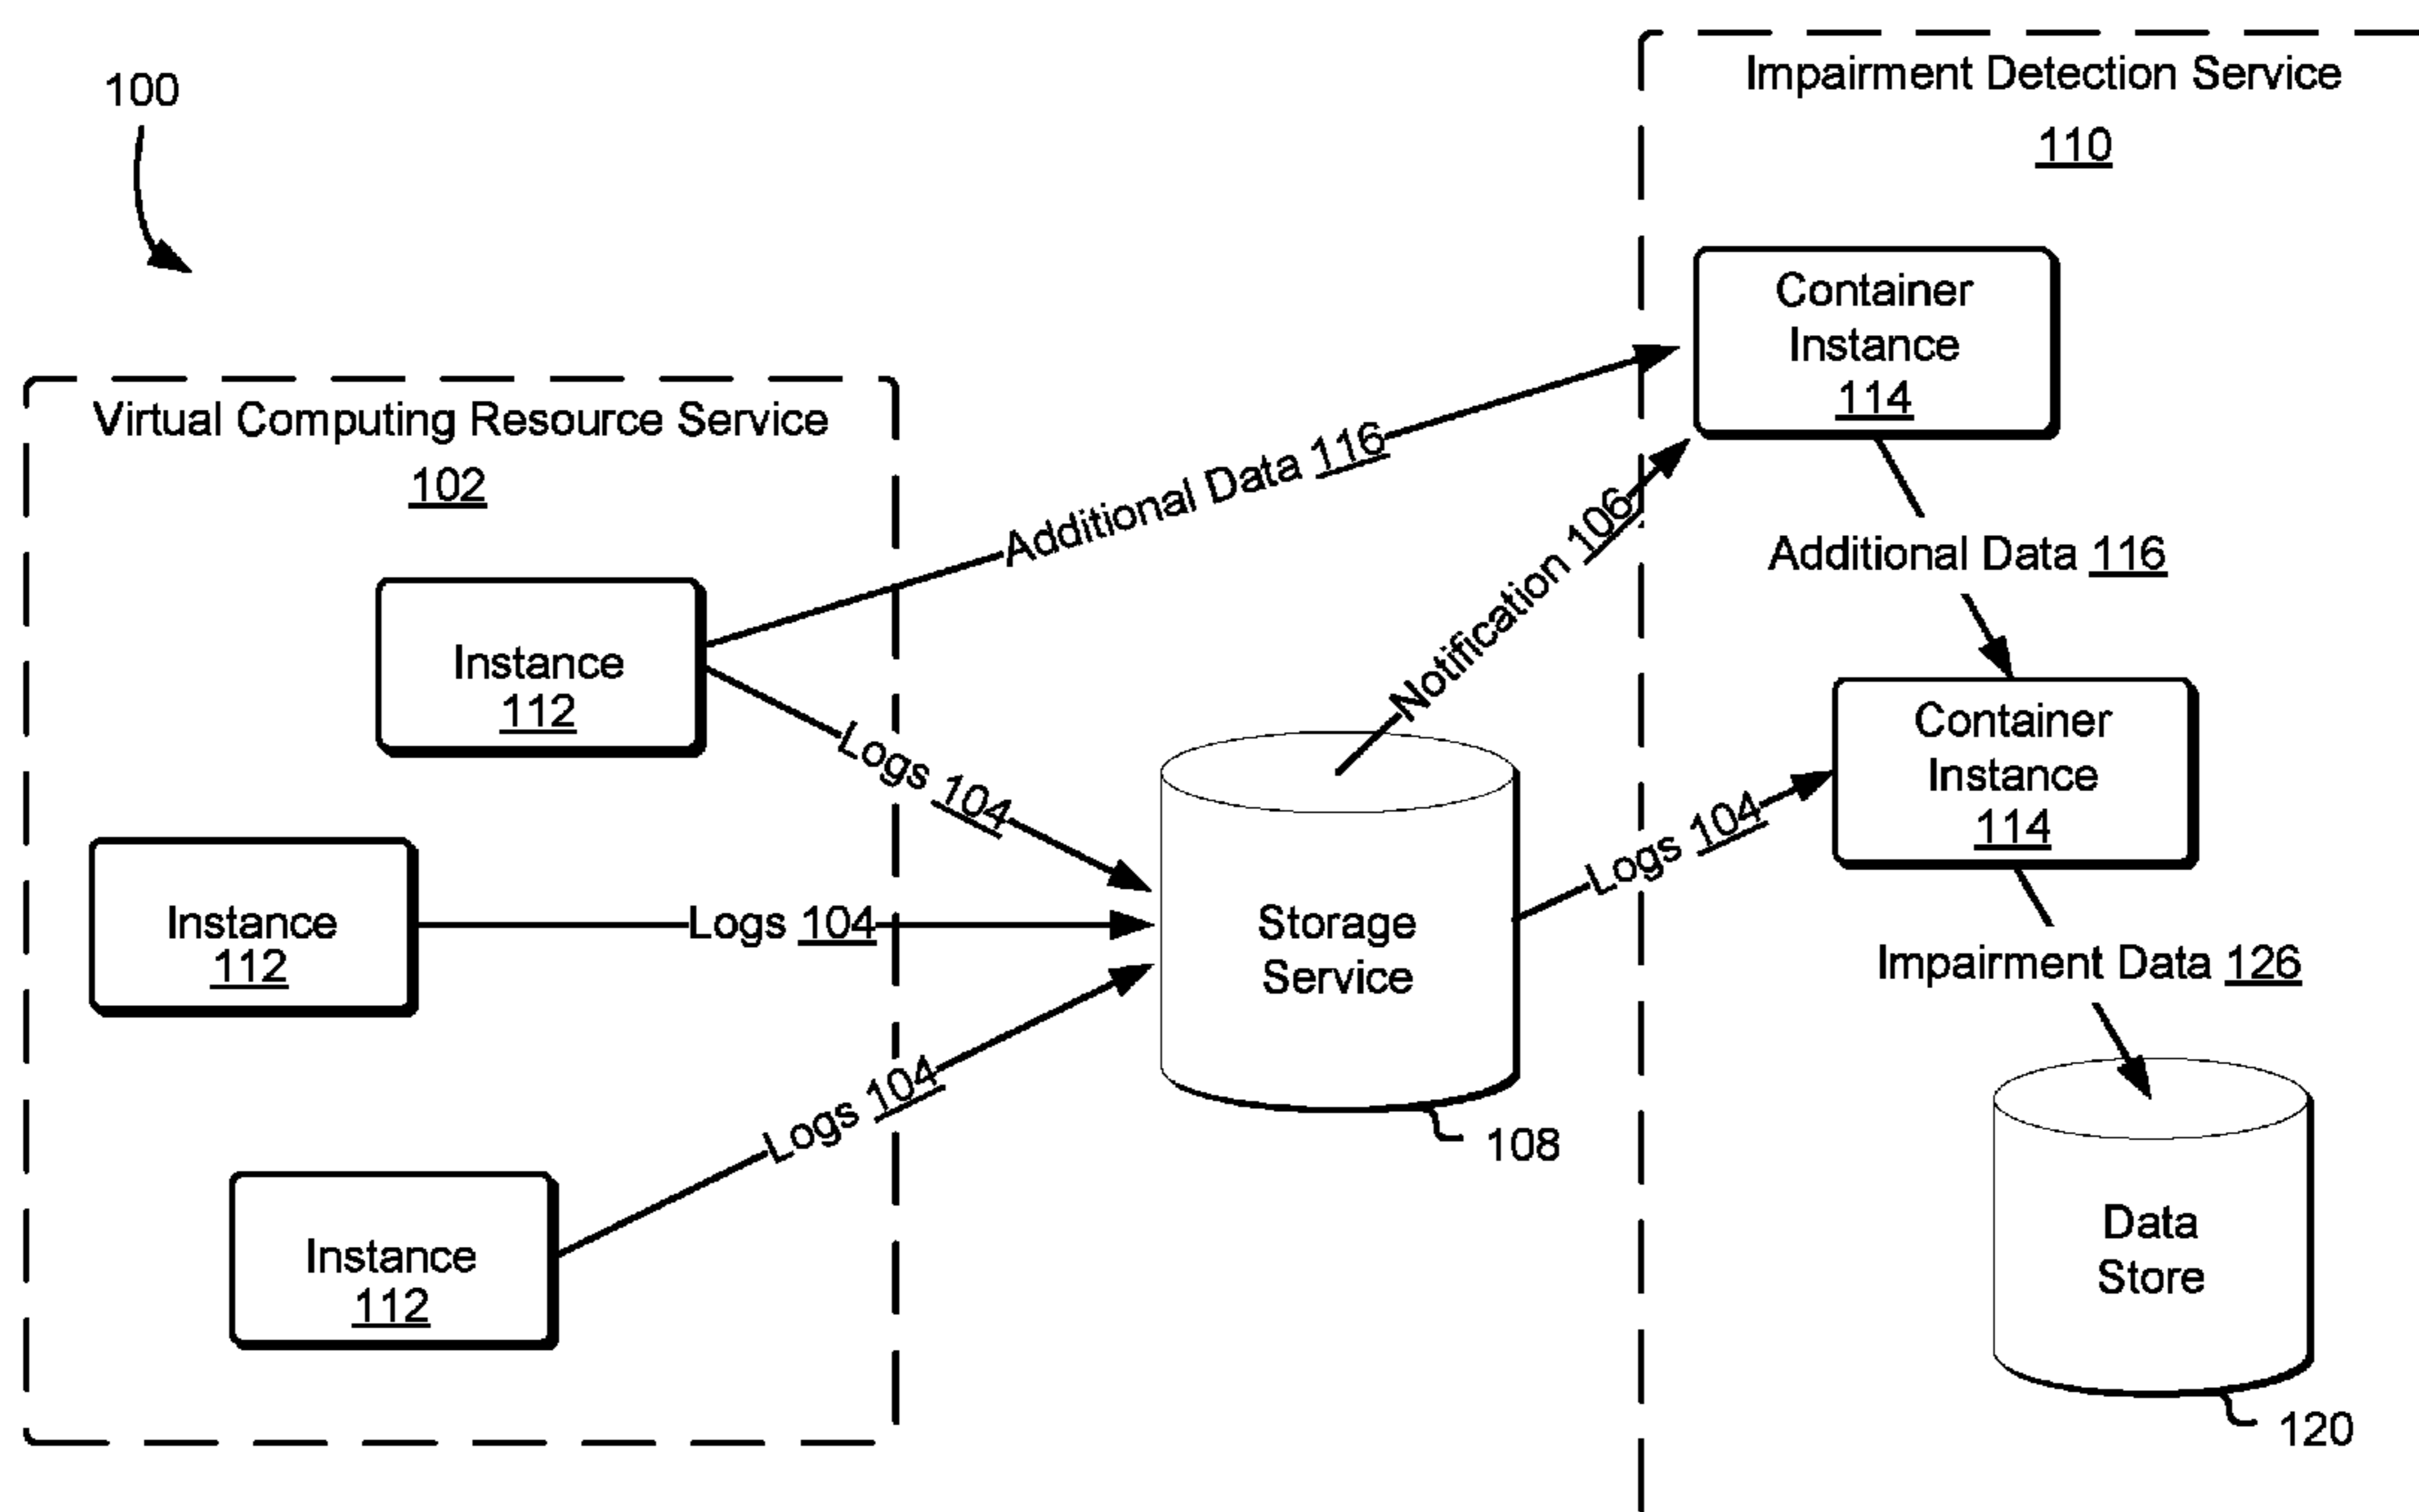 100
Impairment Detection Service
110
Container
Instance
114
Virtual Computing Resource Service
102
Additional Data 116
Notification 106
Additional Data 116
Instance
112
Logs 104
Container
Instance
114
Instance
112
Logs 104
Storage
Service
108
Logs 104
Impairment Data 126
Logs 104
Instance
112
Data
Store
120